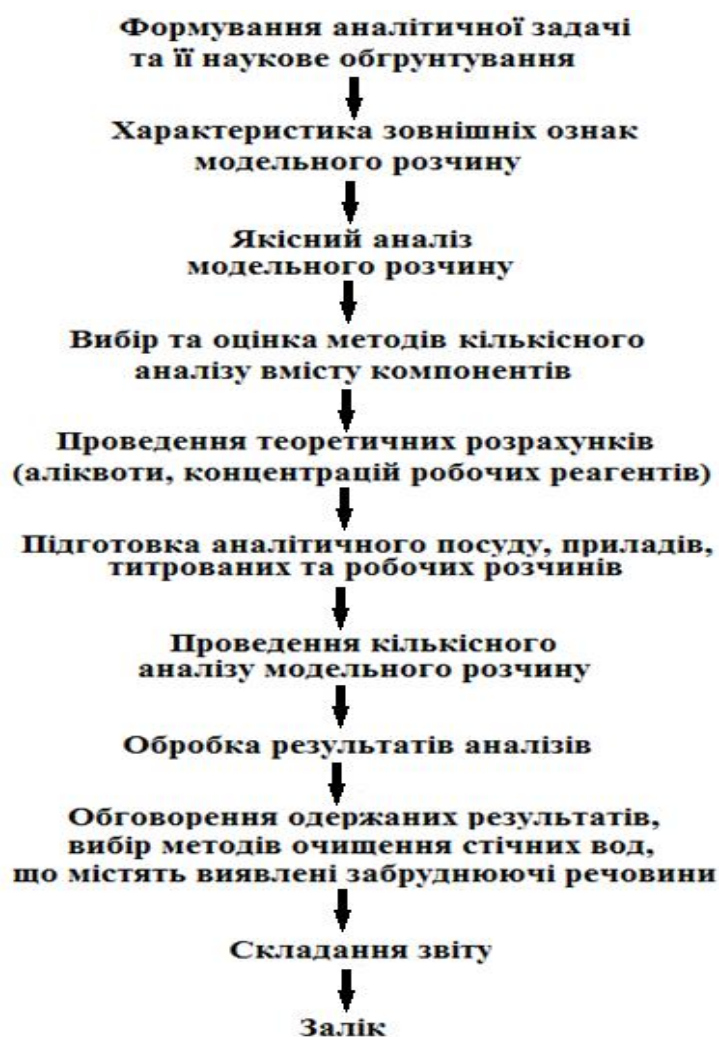 Формування аналітичної задачі
та її наукове обгрунтування
Характеристика зовнішніх ознак
модельного розчину
Якісний аналіз
модельного розчину
Вибір та оцінка методів кількісного
аналізу вмісту компонентів
Проведення теоретичних розрахунків
(аліквоти, концентрацій робочих реагентів)
Підготовка аналітичного посуду, приладів,
титрованих та робочих розчинів
Проведення кількісного
аналізу модельного розчину
Обробка результатів аналізів
Обговорення одержаних результатів,
вибір методів очищення стічних вод,
що містять виявлені забруднюючі речовини
Складання звіту
Залік